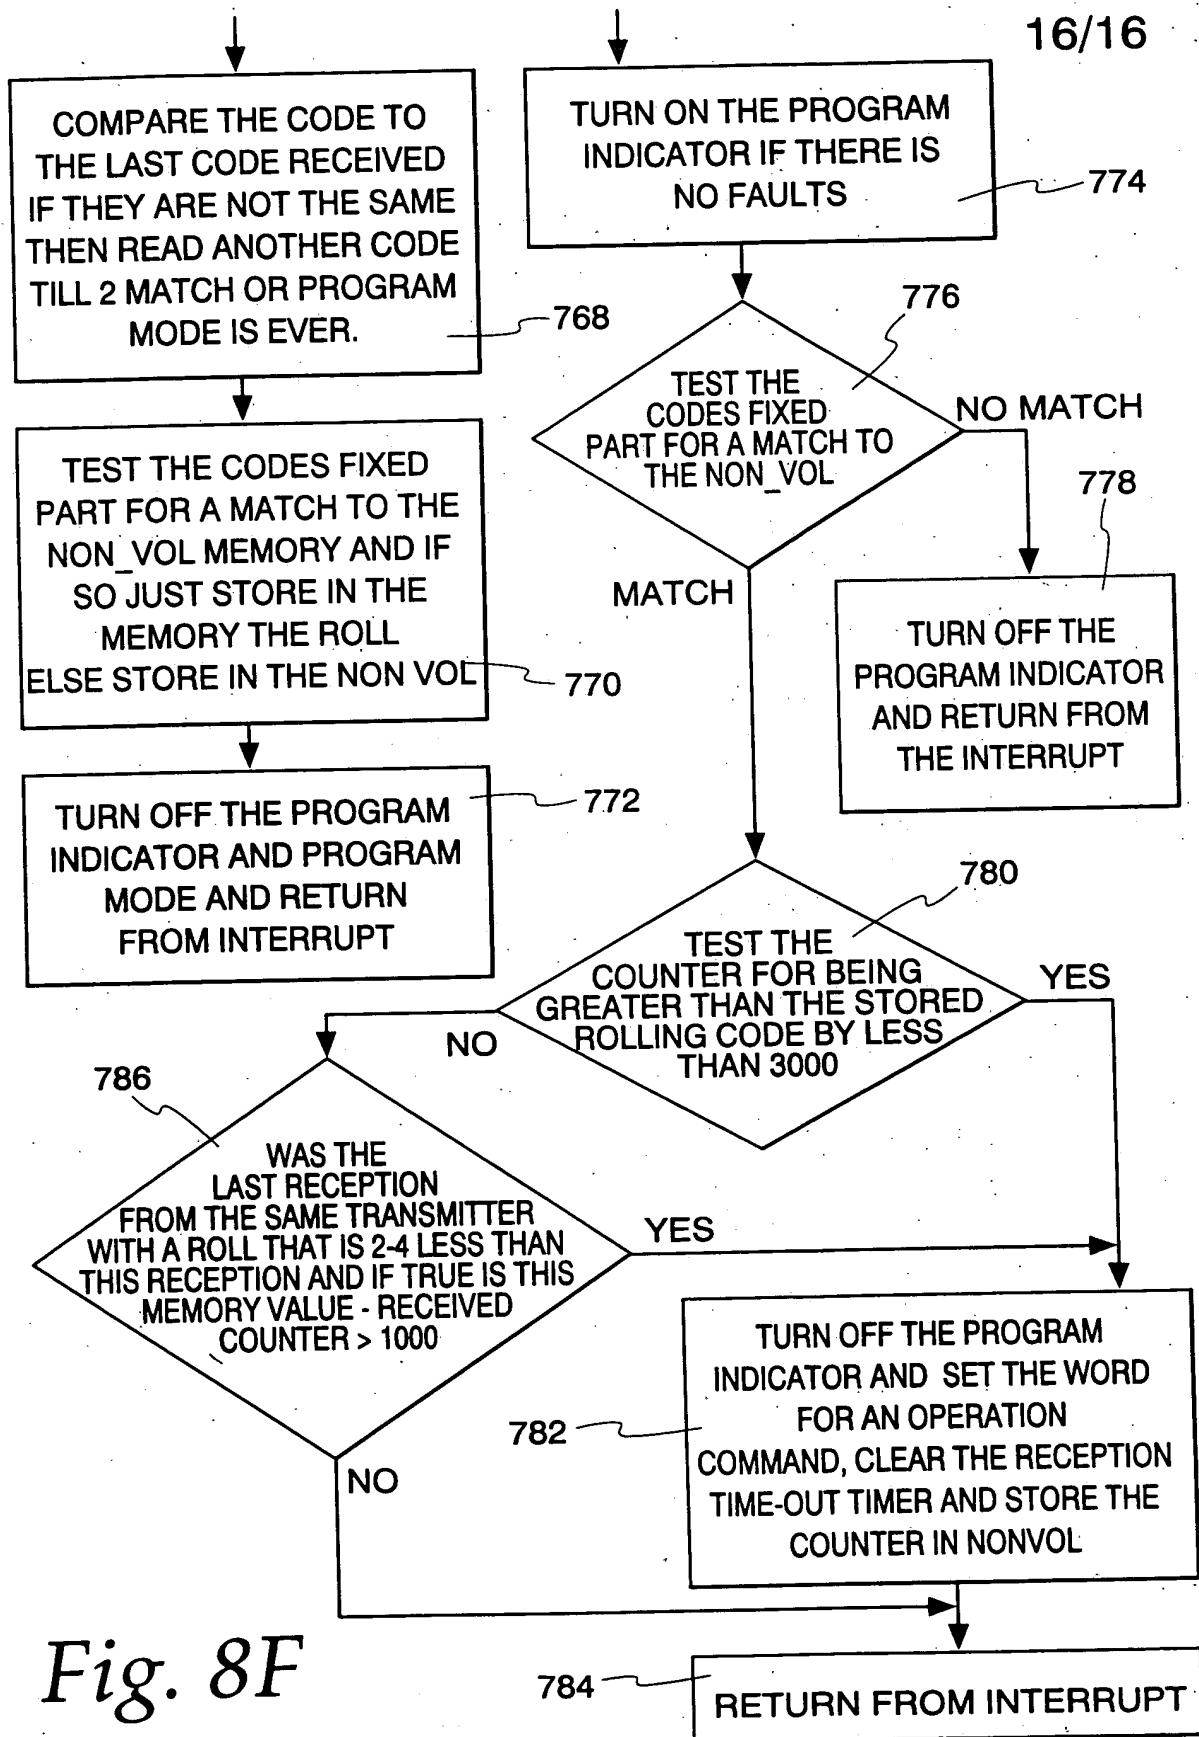 16/16
COMPARE THE CODE TO
THE LAST CODE RECEIVED
IF THEY ARE NOT THE SAME
THEN READ ANOTHER CODE
TILL 2 MATCH OR PROGRAM
MODE IS EVER.
768
TEST THE CODES FIXED
PART FOR A MATCH TO THE
NON_VOL MEMORY AND IF
SO JUST STORE IN THE
MEMORY THE ROLL
ELSE STORE IN THE NON VOL
770
TURN OFF THE PROGRAM
INDICATOR AND PROGRAM
MODE AND RETURN
FROM INTERRUPT
772
TURN ON THE PROGRAM
INDICATOR IF THERE IS
NO FAULTS
774
776
TEST THE
CODES FIXED
PART FOR A MATCH TO
THE NON_VOL
NO MATCH
MATCH
778
TURN OFF THE
PROGRAM INDICATOR
AND RETURN FROM
THE INTERRUPT
780
TEST THE
COUNTER FOR BEING
GREATER THAN THE STORED
ROLLING CODE BY LESS
THAN 3000
YES
NO
786
WAS THE
LAST RECEPTION
FROM THE SAME TRANSMITTER
WITH A ROLL THAT IS 2-4 LESS THAN
THIS RECEPTION AND IF TRUE IS THIS
MEMORY VALUE - RECEIVED
COUNTER > 1000
YES
NO
TURN OFF THE PROGRAM
INDICATOR AND SET THE WORD
FOR AN OPERATION
COMMAND, CLEAR THE RECEPTION
TIME-OUT TIMER AND STORE THE
COUNTER IN NONVOL
782
784
RETURN FROM INTERRUPT
Fig. 8F